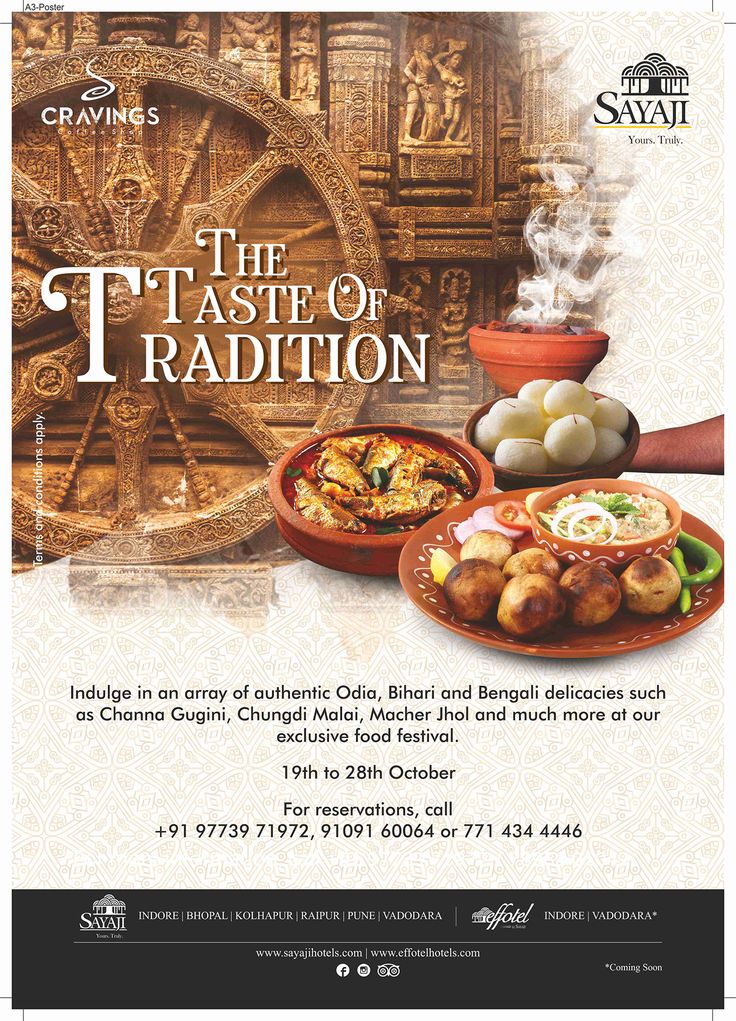 A3-Poster
CRAVINGS
Coffee Shop
SAYAJI
Yours. Truly.
THE
TASTE OF
TRADITION
Terms and conditions apply.
Indulge in an array of authentic Odia, Bihari and Bengali delicacies such
as Channa Gugini, Chungdi Malai, Macher Jhol and much more at our
exclusive food festival.
19th to 28th October
For reservations, call
+91 97739 71972, 91091 60064 or 771 434 4446
SAYAJI
Yours. Truly.
INDORE | BHOPAL | KOLHAPUR | RAIPUR | PUNE | VADODARA
effotel
INDORE | VADODARA*
www.sayajihotels.com | www.effotelhotels.com
*Coming Soon